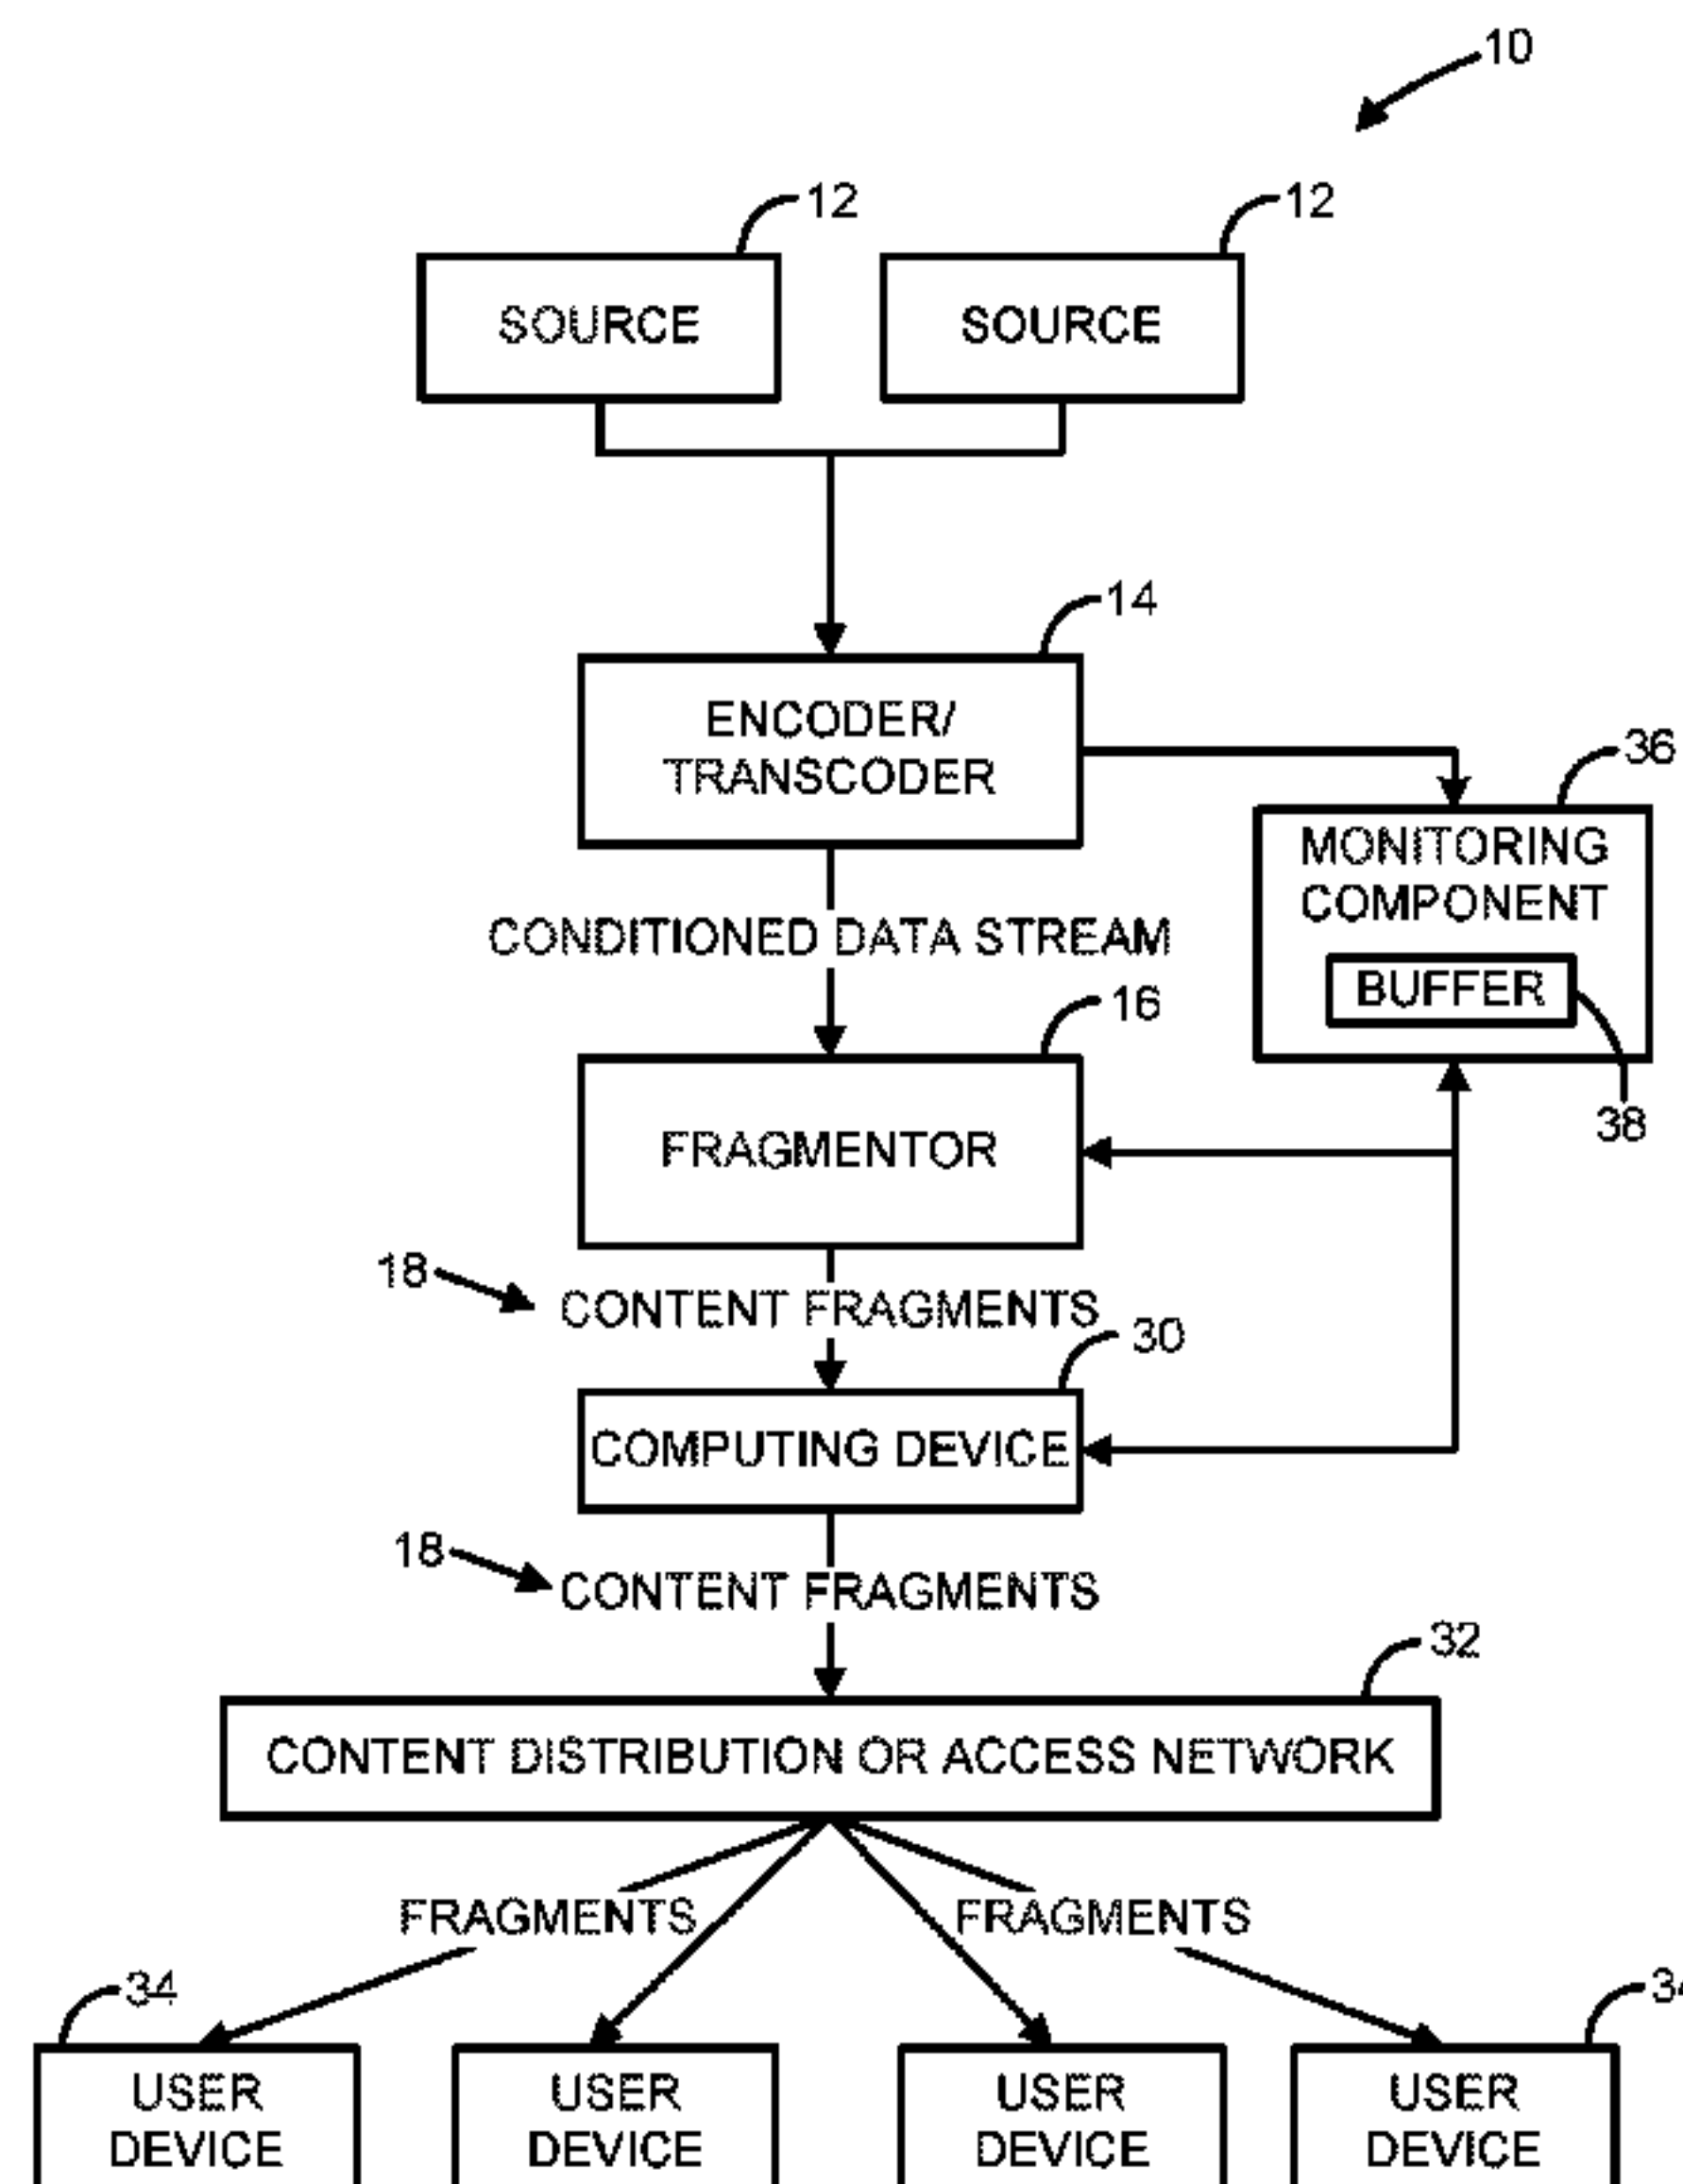 10
12
12
SOURCE
SOURCE
14
ENCODER/
TRANSCODER
36
MONITORING
COMPONENT
BUFFER
38
CONDITIONED DATA STREAM
16
FRAGMENTOR
18
CONTENT FRAGMENTS
30
COMPUTING DEVICE
18
CONTENT FRAGMENTS
32
CONTENT DISTRIBUTION OR ACCESS NETWORK
FRAGMENTS
FRAGMENTS
34
USER
DEVICE
USER
DEVICE
USER
DEVICE
USER
DEVICE